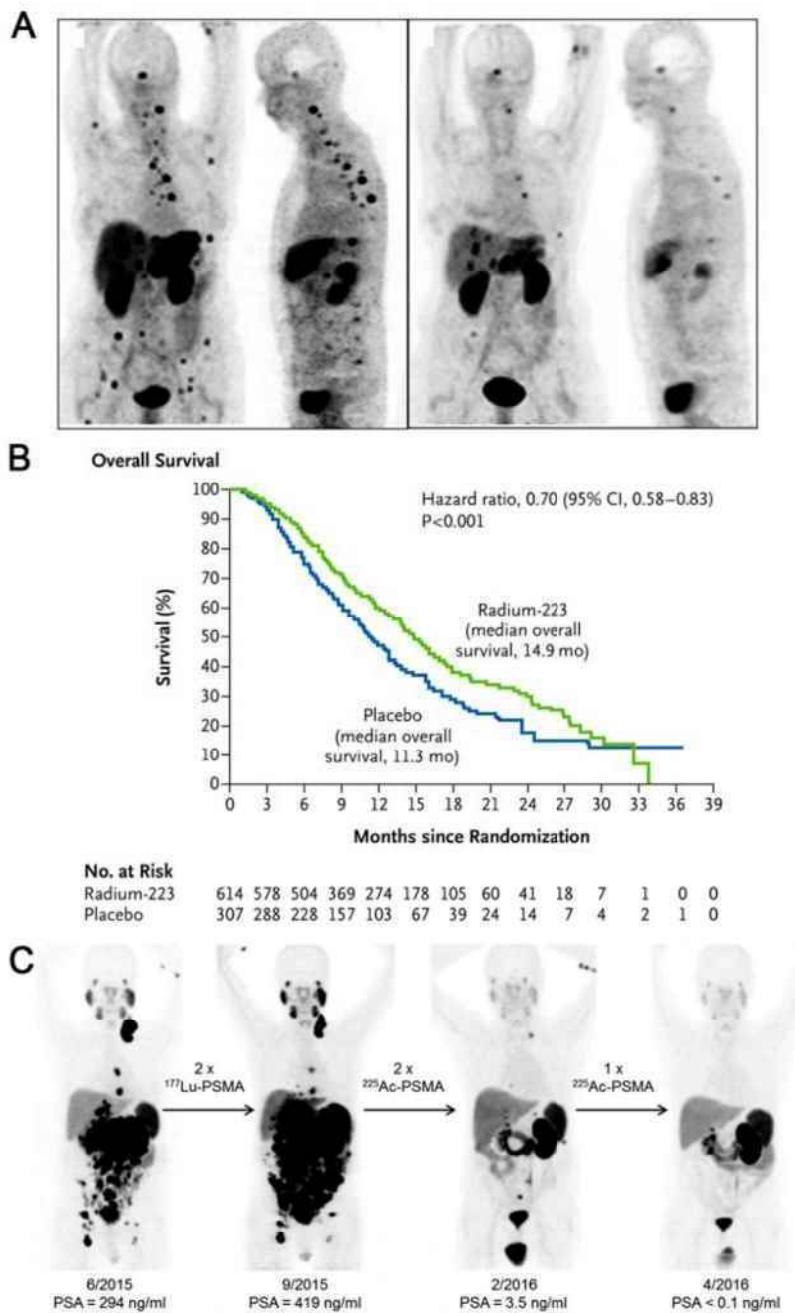 A
B
Overall Survival
Hazard ratio, 0.70 (95% CI, 0.58–0.83)
P<0.001
Survival (%)
100
90
80
70
60
50
40
30
20
10
0
Radium-223
(median overall
survival, 14.9 mo)
Placebo
(median overall
survival, 11.3 mo)
0 3 6 9 12 15 18 21 24 27 30 33 36 39
Months since Randomization
No. at Risk
Radium-223 614 578 504 369 274 178 105 60 41 18 7 1 0 0
Placebo 307 288 228 157 103 67 39 24 14 7 4 2 1 0
C
2 x
¹⁷⁷Lu-PSMA
2 x
²²⁵Ac-PSMA
1 x
²²⁵Ac-PSMA
6/2015
PSA = 294 ng/ml
9/2015
PSA = 419 ng/ml
2/2016
PSA = 3.5 ng/ml
4/2016
PSA < 0.1 ng/ml